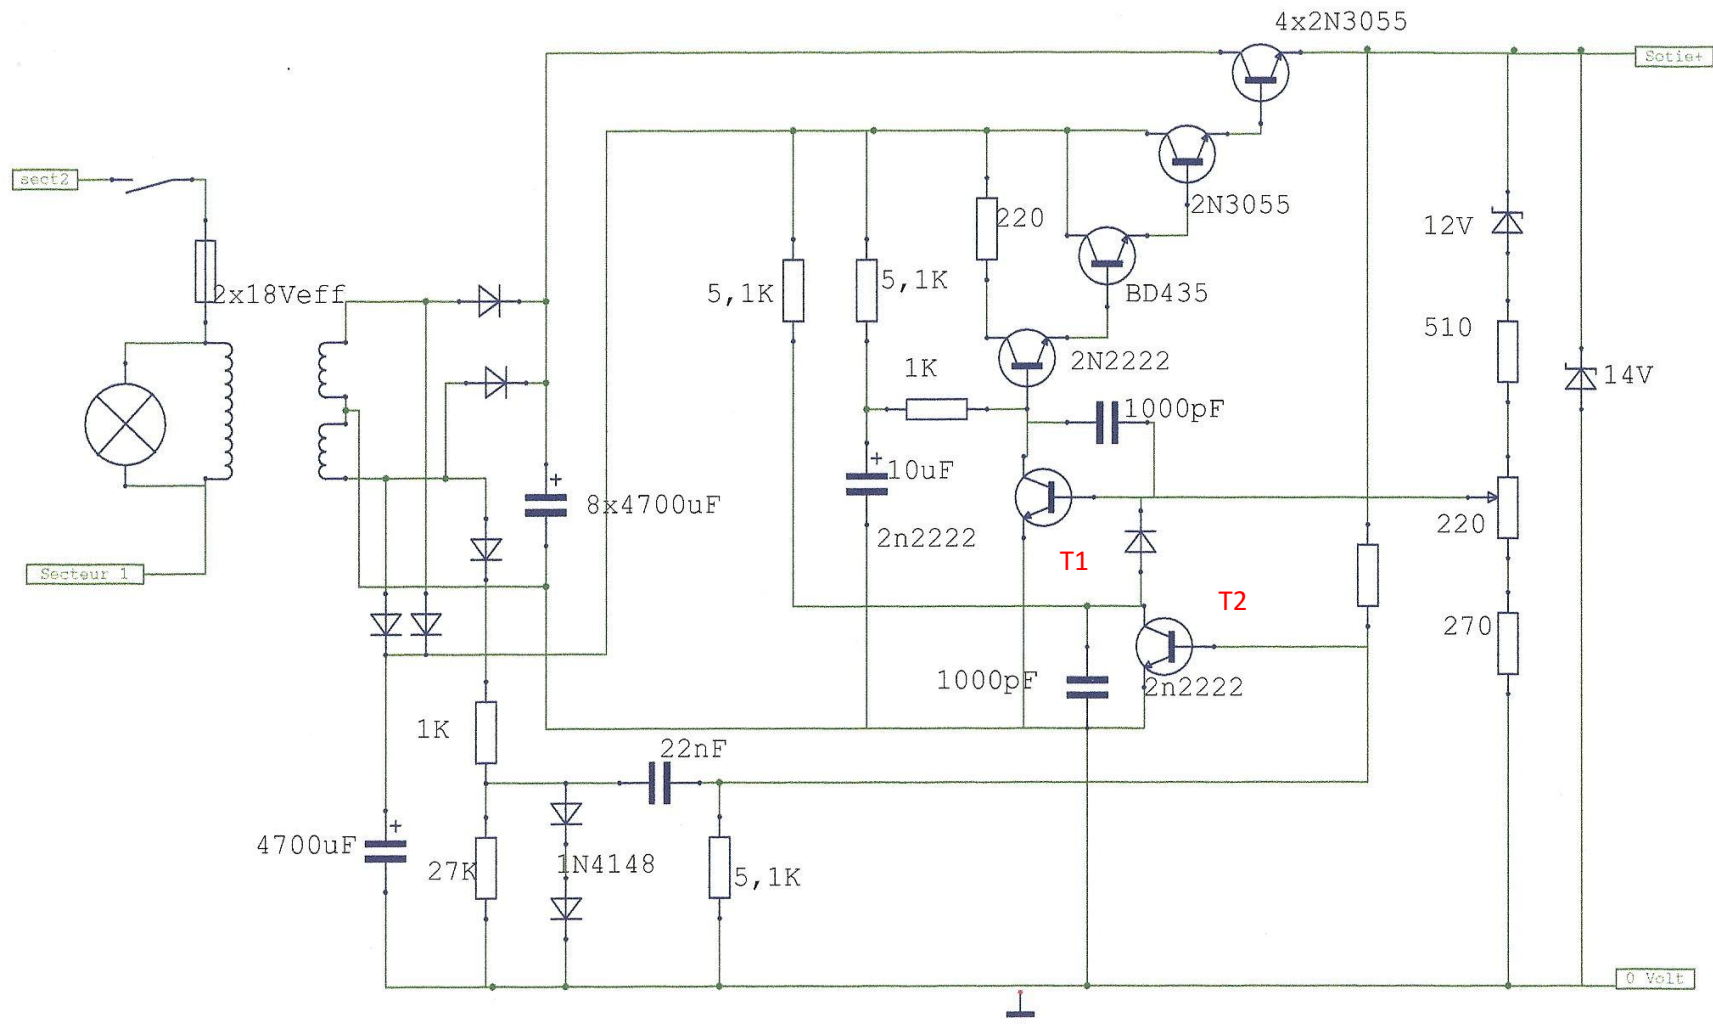 4x2N3055
Sotie+
sect2
2N3055
220
12V
2x18Veff
5,1K
5,1K
BD435
510
1K
2N2222
14V
1000pF
10uF
8x4700uF
220
2n2222
T1
Secteur 1
T2
270
1000pF
2n2222
1K
22nF
4700uF
27K
1N4148
5,1K
0 Volt